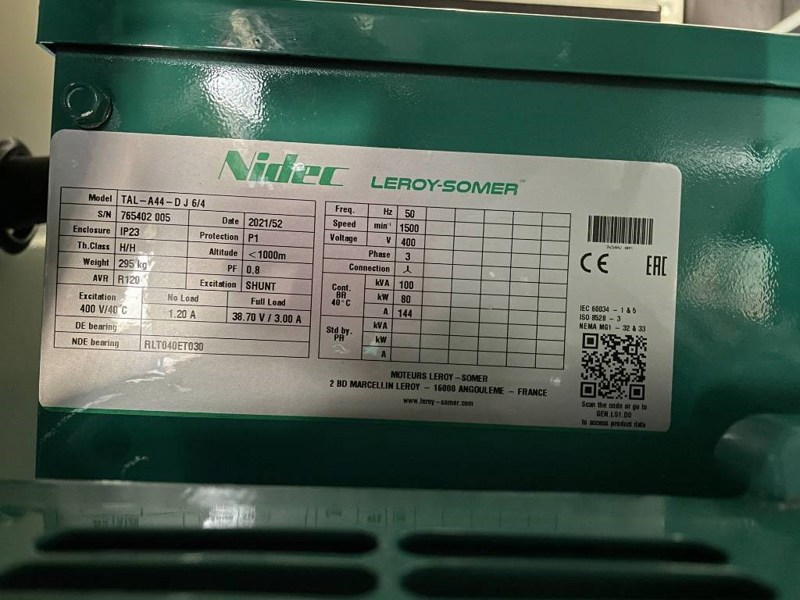 Nidec LEROY-SOMER™
Model TAL-A44-D J 6/4
S/N 765402 005 Date 2021/52
Enclosure IP23 Protection P1
Th.Class H/H Altitude <1000m
Weight 295 kg PF 0.8
AVR R120 Excitation SHUNT
Excitation 400 V/40°C No Load Full Load
1.20 A 38.70 V / 3.00 A
DE bearing
NDE bearing RLT040ET030
Freq. Hz 50
Speed min⁻¹ 1500
Voltage V 400
Phase 3
Connection
Cont. BR 40°C kVA 100
kW 80
A 144
Std by. PR kVA
kW
A
MOTEURS LEROY-SOMER
2 BD MARCELLIN LEROY - 16000 ANGOULEME - FRANCE
www.leroy-somer.com
CE EAC
IEC 60034 - 1 & 5
ISO 8528 - 3
NEMA MG1 - 32 & 33
Scan the code or go to
GEN.LS1.DO
to access product data